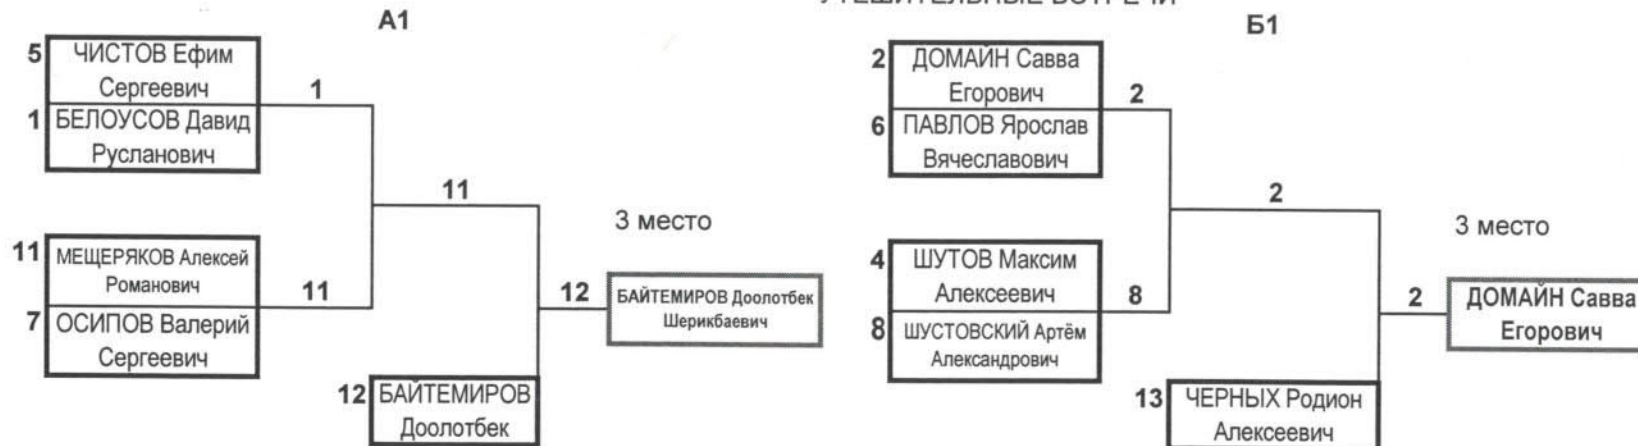 А1
5 ЧИСТОВ Ефим
Сергеевич
1
1 БЕЛОУСОВ Давид
Русланович
11
3 место
11 МЕЩЕРЯКОВ Алексей
Романович
11
7 ОСИПОВ Валерий
Сергеевич
12
БАЙТЕМИРОВ Доолотбек
Шерикбаевич
12 БАЙТЕМИРОВ
Доолотбек
Б1
2 ДОМАЙН Савва
Егорович
2
6 ПАВЛОВ Ярослав
Вячеславович
2
3 место
4 ШУТОВ Максим
Алексеевич
8
8 ШУСТОВСКИЙ Артём
Александрович
2
ДОМАЙН Савва
Егорович
13 ЧЕРНЫХ Родион
Алексеевич